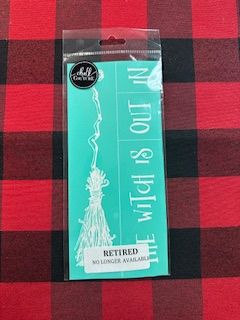 Chalk
COUTURE
THE WITCH IS OUT IN
RETIRED
NO LONGER AVAILABLE